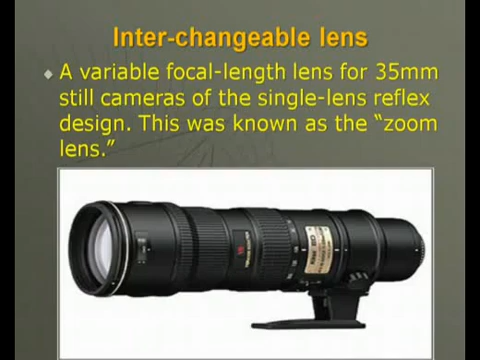 Inter-changeable lens
A variable focal-length lens for 35mm
still cameras of the single-lens reflex
design. This was known as the “zoom
lens.”